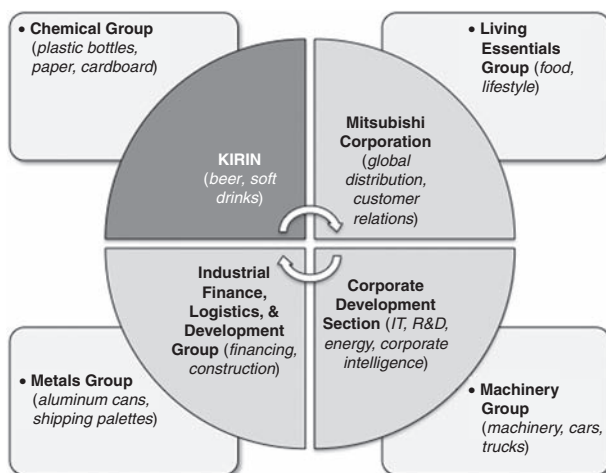 • Chemical Group
(plastic bottles,
paper, cardboard)
• Living
Essentials
Group (food,
lifestyle)
KIRIN
(beer, soft
drinks)
Mitsubishi
Corporation
(global
distribution,
customer
relations)
Industrial
Finance,
Logistics, &
Development
Group (financing,
construction)
Corporate
Development
Section (IT, R&D,
energy, corporate
intelligence)
• Metals Group
(aluminum cans,
shipping palettes)
• Machinery
Group
(machinery, cars,
trucks)